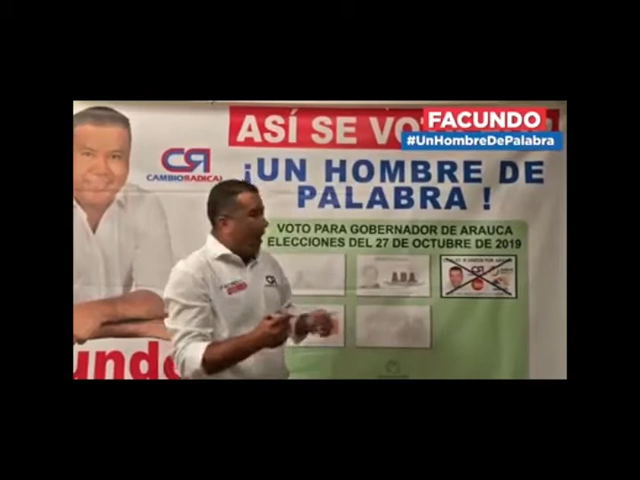 FACUNDO
#UnHombreDePalabra
ASÍ SE VO
CR
CAMBIO RADICAL
¡UN HOMBRE DE
PALABRA !
VOTO PARA GOBERNADOR DE ARAUCA
ELECCIONES DEL 27 DE OCTUBRE DE 2019
undo